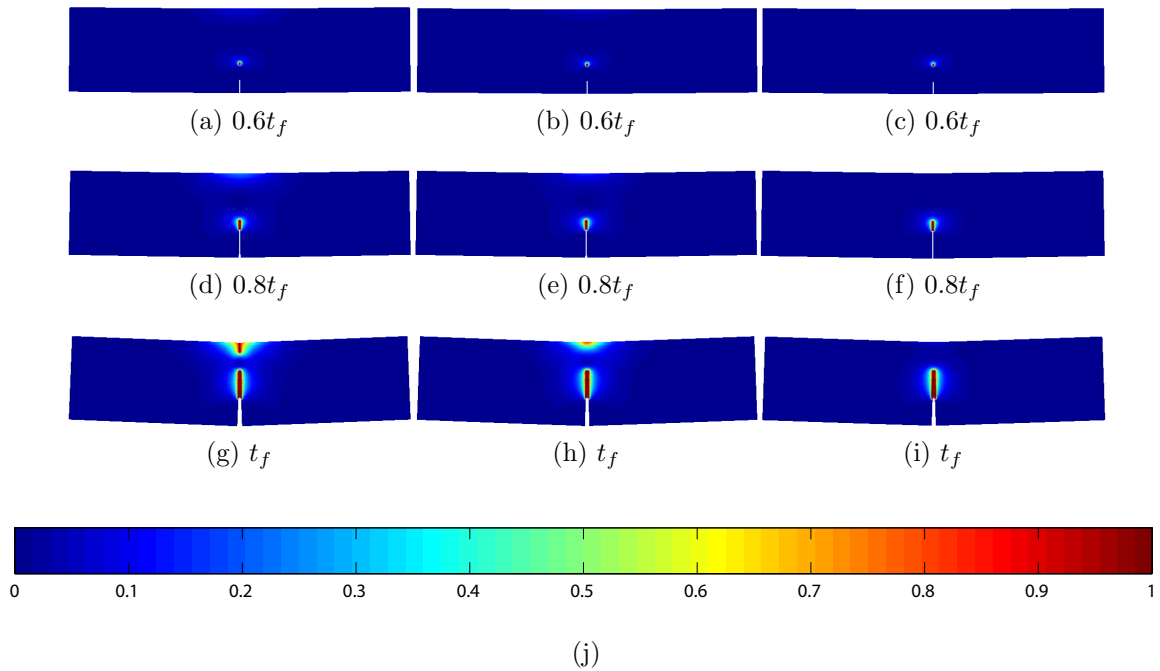 (a) 0.6t_f (b) 0.6t_f (c) 0.6t_f
(d) 0.8t_f (e) 0.8t_f (f) 0.8t_f
(g) t_f (h) t_f (i) t_f
0 0.1 0.2 0.3 0.4 0.5 0.6 0.7 0.8 0.9 1
(j)